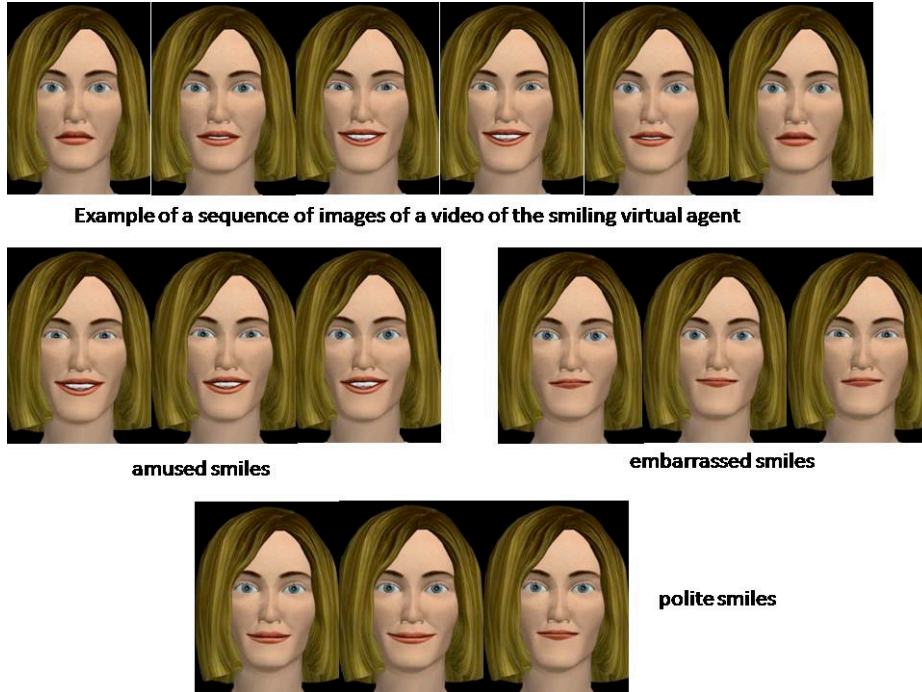 Example of a sequence of images of a video of the smiling virtual agent
amused smiles
embarrassed smiles
polite smiles